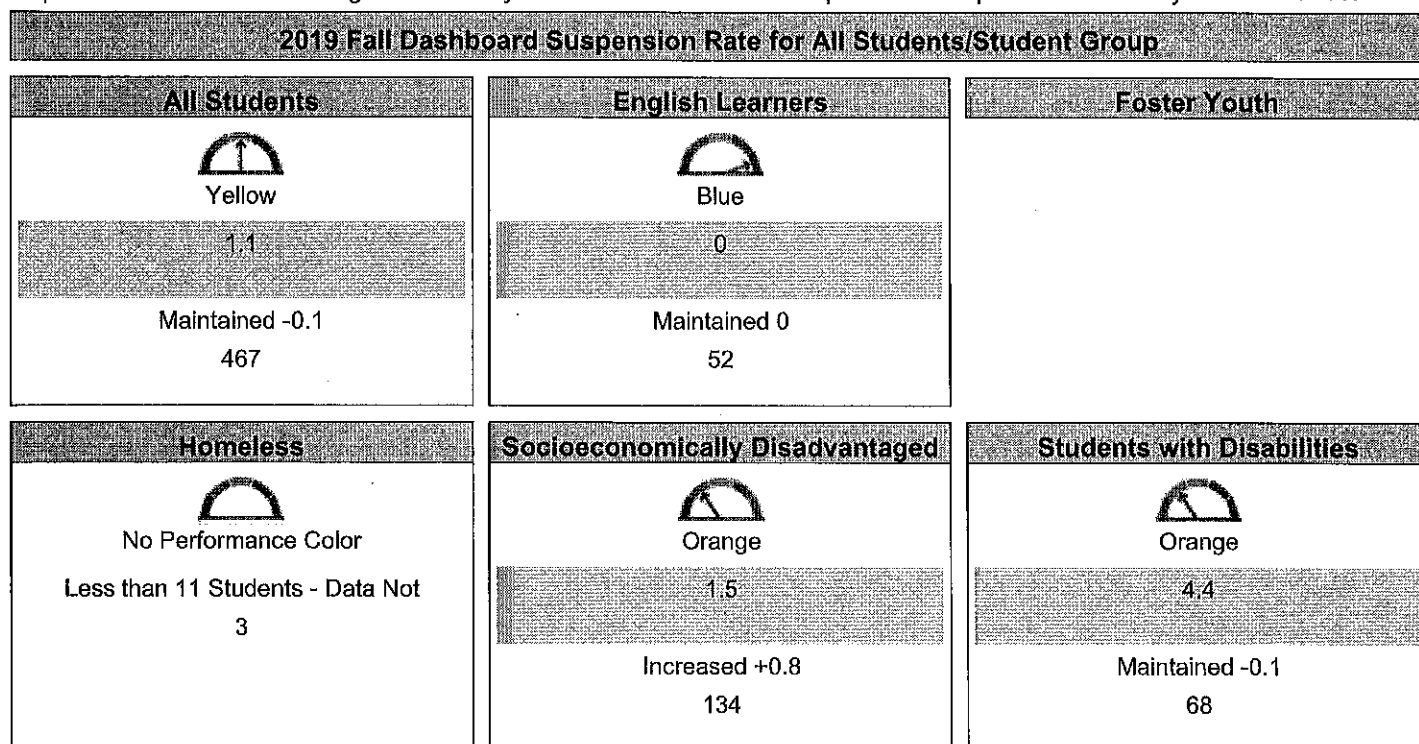 2019 Fall Dashboard Suspension Rate for All Students/Student Group
All Students
Yellow
1.1
Maintained -0.1
467
English Learners
Blue
0
Maintained 0
52
Foster Youth
Homeless
No Performance Color
Less than 11 Students - Data Not
3
Socioeconomically Disadvantaged
Orange
1.5
Increased +0.8
134
Students with Disabilities
Orange
4.4
Maintained -0.1
68